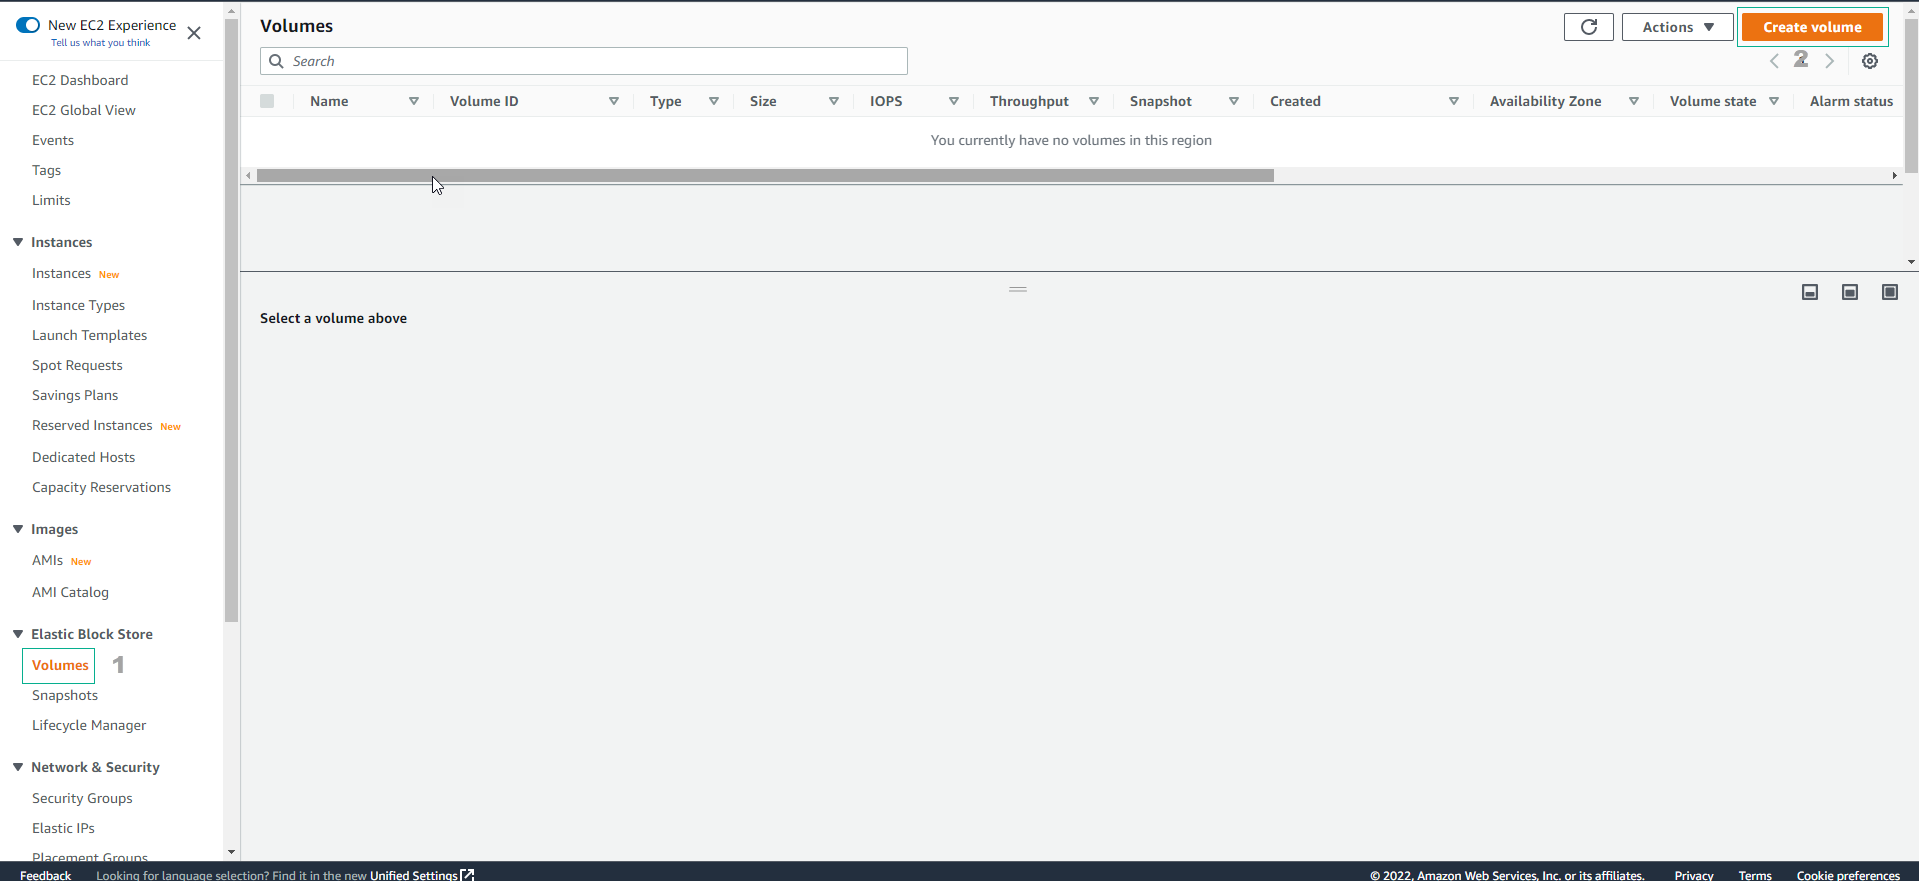 New EC2 Experience
Tell us what you think
EC2 Dashboard
EC2 Global View
Events
Tags
Limits
Instances
Instances New
Instance Types
Launch Templates
Spot Requests
Savings Plans
Reserved Instances New
Dedicated Hosts
Capacity Reservations
Images
AMIs New
AMI Catalog
Elastic Block Store
Volumes 1
Snapshots
Lifecycle Manager
Network & Security
Security Groups
Elastic IPs
Placement Groups
Volumes
Actions
Create volume
Search
2
Name Volume ID Type Size IOPS Throughput Snapshot Created Availability Zone Volume state Alarm status
You currently have no volumes in this region
Select a volume above
Feedback Looking for language selection? Find it in the new Unified Settings © 2022, Amazon Web Services, Inc. or its affiliates. Privacy Terms Cookie preferences